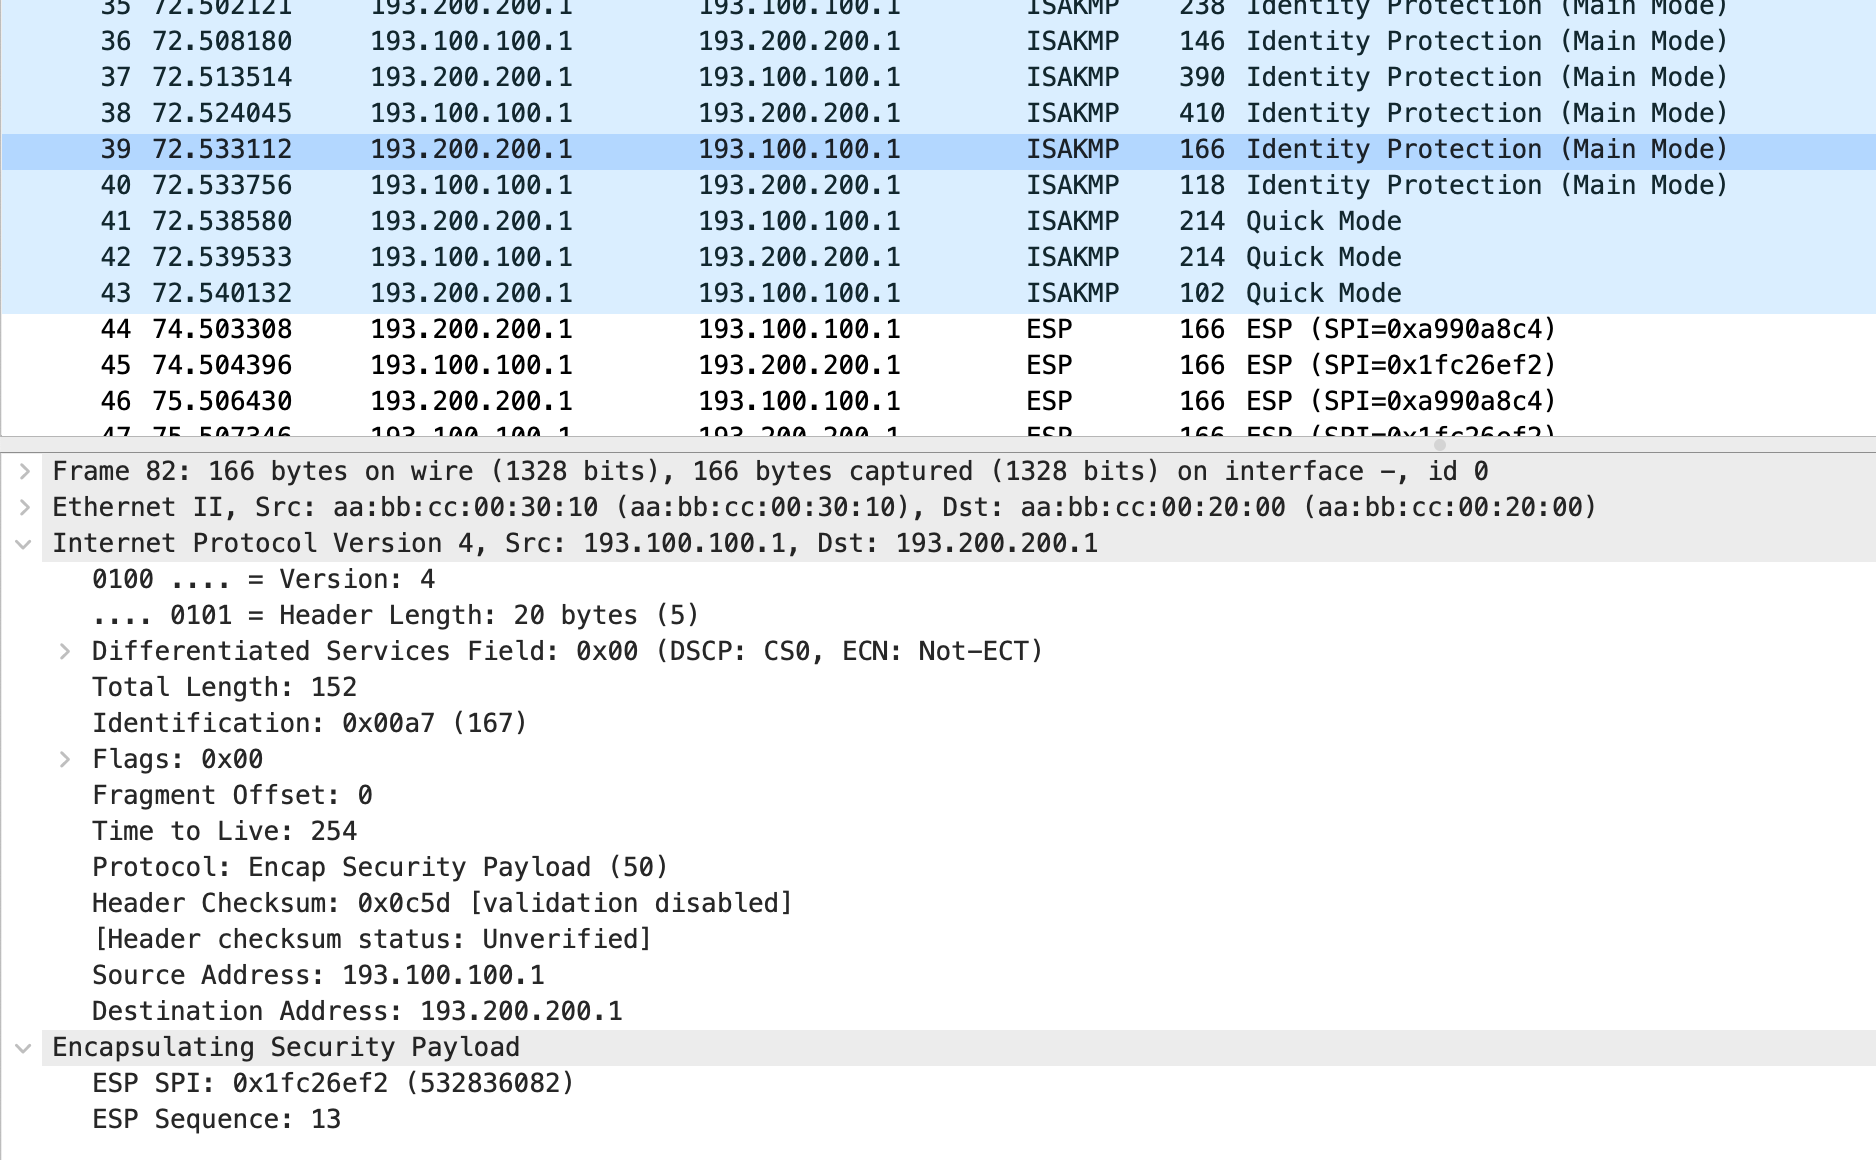 35 72.502121 193.200.200.1 193.100.100.1 ISAKMP 238 Identity Protection (Main Mode)
36 72.508180 193.100.100.1 193.200.200.1 ISAKMP 146 Identity Protection (Main Mode)
37 72.513514 193.200.200.1 193.100.100.1 ISAKMP 390 Identity Protection (Main Mode)
38 72.524045 193.100.100.1 193.200.200.1 ISAKMP 410 Identity Protection (Main Mode)
39 72.533112 193.200.200.1 193.100.100.1 ISAKMP 166 Identity Protection (Main Mode)
40 72.533756 193.100.100.1 193.200.200.1 ISAKMP 118 Identity Protection (Main Mode)
41 72.538580 193.200.200.1 193.100.100.1 ISAKMP 214 Quick Mode
42 72.539533 193.100.100.1 193.200.200.1 ISAKMP 214 Quick Mode
43 72.540132 193.200.200.1 193.100.100.1 ISAKMP 102 Quick Mode
44 74.503308 193.200.200.1 193.100.100.1 ESP 166 ESP (SPI=0xa990a8c4)
45 74.504396 193.100.100.1 193.200.200.1 ESP 166 ESP (SPI=0x1fc26ef2)
46 75.506430 193.200.200.1 193.100.100.1 ESP 166 ESP (SPI=0xa990a8c4)
47 75.507346 193.100.100.1 193.200.200.1 ESP 166 ESP (SPI=0x1fc26ef2)
Frame 82: 166 bytes on wire (1328 bits), 166 bytes captured (1328 bits) on interface -, id 0
Ethernet II, Src: aa:bb:cc:00:30:10 (aa:bb:cc:00:30:10), Dst: aa:bb:cc:00:20:00 (aa:bb:cc:00:20:00)
Internet Protocol Version 4, Src: 193.100.100.1, Dst: 193.200.200.1
0100 .... = Version: 4
.... 0101 = Header Length: 20 bytes (5)
Differentiated Services Field: 0x00 (DSCP: CS0, ECN: Not-ECT)
Total Length: 152
Identification: 0x00a7 (167)
Flags: 0x00
Fragment Offset: 0
Time to Live: 254
Protocol: Encap Security Payload (50)
Header Checksum: 0x0c5d [validation disabled]
[Header checksum status: Unverified]
Source Address: 193.100.100.1
Destination Address: 193.200.200.1
Encapsulating Security Payload
ESP SPI: 0x1fc26ef2 (532836082)
ESP Sequence: 13